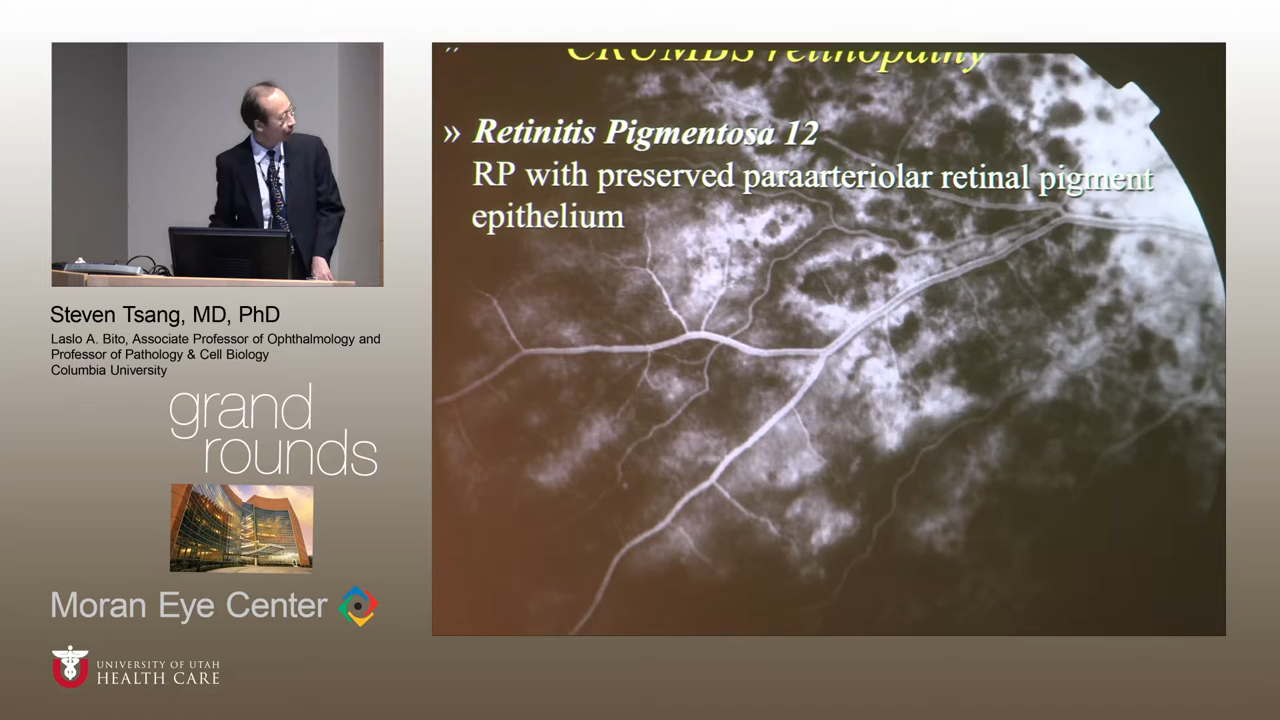 CRUMBS retinopathy
» Retinitis Pigmentosa 12
RP with preserved paraarteriolar retinal pigment
epithelium
Steven Tsang, MD, PhD
Laslo A. Bito, Associate Professor of Ophthalmology and
Professor of Pathology & Cell Biology
Columbia University
grand
rounds
Moran Eye Center
UNIVERSITY OF UTAH
HEALTH CARE